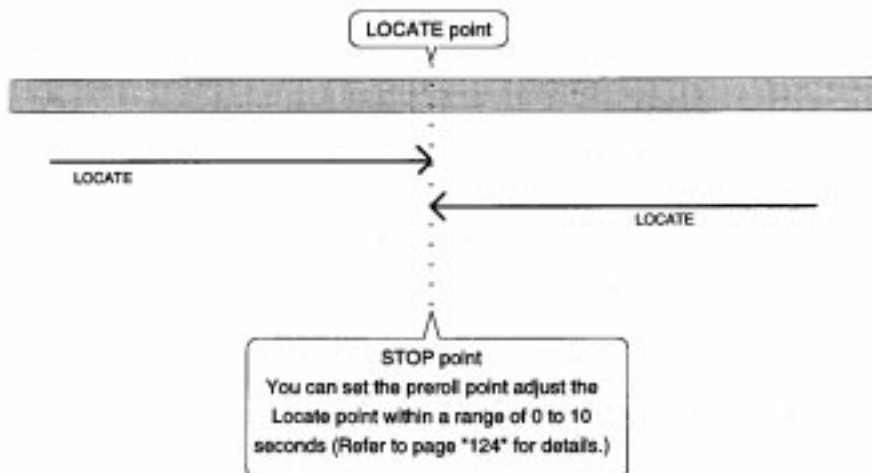 LOCATE point
LOCATE
LOCATE
STOP point
You can set the preroll point adjust the
Locate point within a range of 0 to 10
seconds (Refer to page "124" for details.)